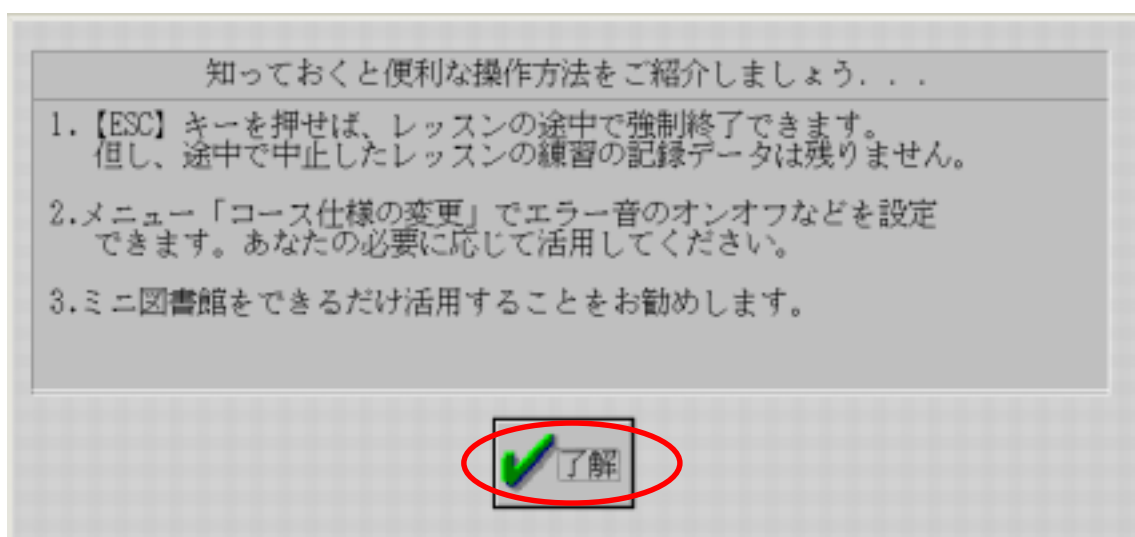 知っておくと便利な操作方法をご紹介しましょう...
1.【ESC】キーを押せば、レッスンの途中で強制終了できます。
但し、途中で中止したレッスンの練習の記録データは残りません。
2.メニュー「コース仕様の変更」でエラー音のオンオフなどを設定
できます。あなたの必要に応じて活用してください。
3.ミニ図書館をできるだけ活用することをお勧めします。
了解